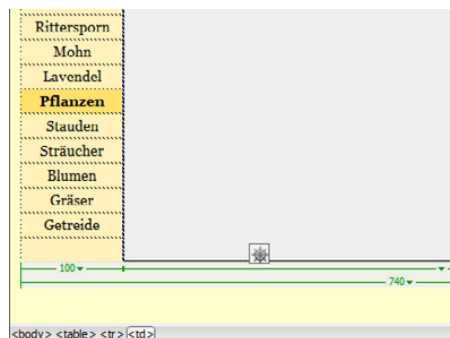 Rittersporn
Mohn
Lavendel
Pflanzen
Stauden
Sträucher
Blumen
Gräser
Getreide
100
740
<body> <table> <tr> <td>